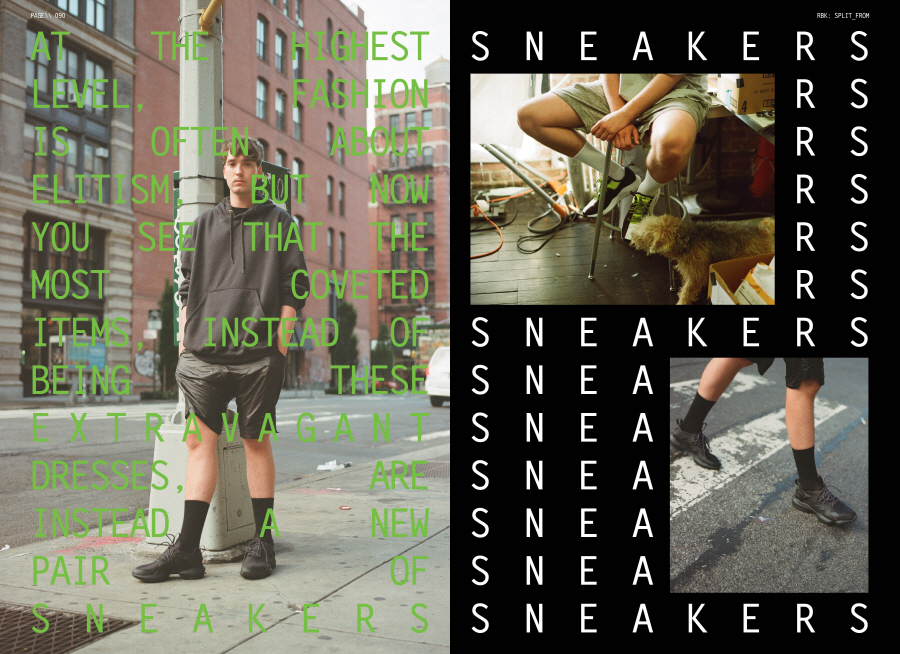 PAGE\\ 090
AT THE HIGHEST
LEVEL, FASHION
IS OFTEN ABOUT
ELITISM, BUT NOW
YOU SEE THAT THE
MOST COVETED
ITEMS, INSTEAD OF
BEING THESE
EXTRAVAGANT
DRESSES, ARE
INSTEAD A NEW
PAIR OF
SNEAKERS
RBK: SPLIT_FROM
SNEAKERS
RS
RS
RS
RS
RS
SNEAKERS
SNEA
SNEA
SNEA
SNEA
SNEA
SNEAKERS